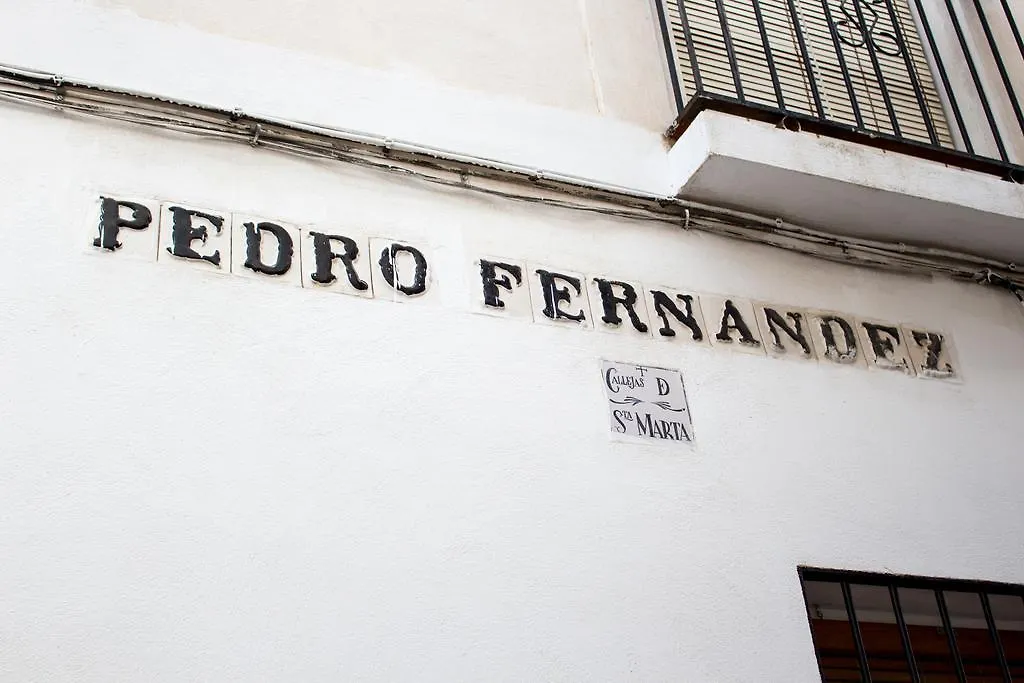 PEDRO FERNANDEZ
CALLEJAS D
STA MARTA